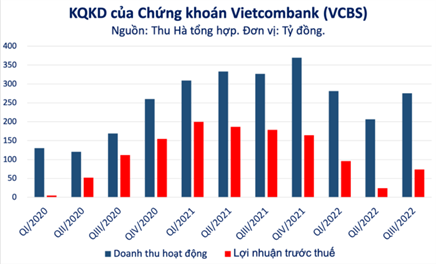 KQKD của Chứng khoán Vietcombank (VCBS)
Nguồn: Thu Hà tổng hợp. Đơn vị: Tỷ đồng.
400
350
300
250
200
150
100
50
0
QI/2020
QII/2020
QIII/2020
QIV/2020
QI/2021
QII/2021
QIII/2021
QIV/2021
QI/2022
QII/2022
QIII/2022
Doanh thu hoạt động
Lợi nhuận trước thuế